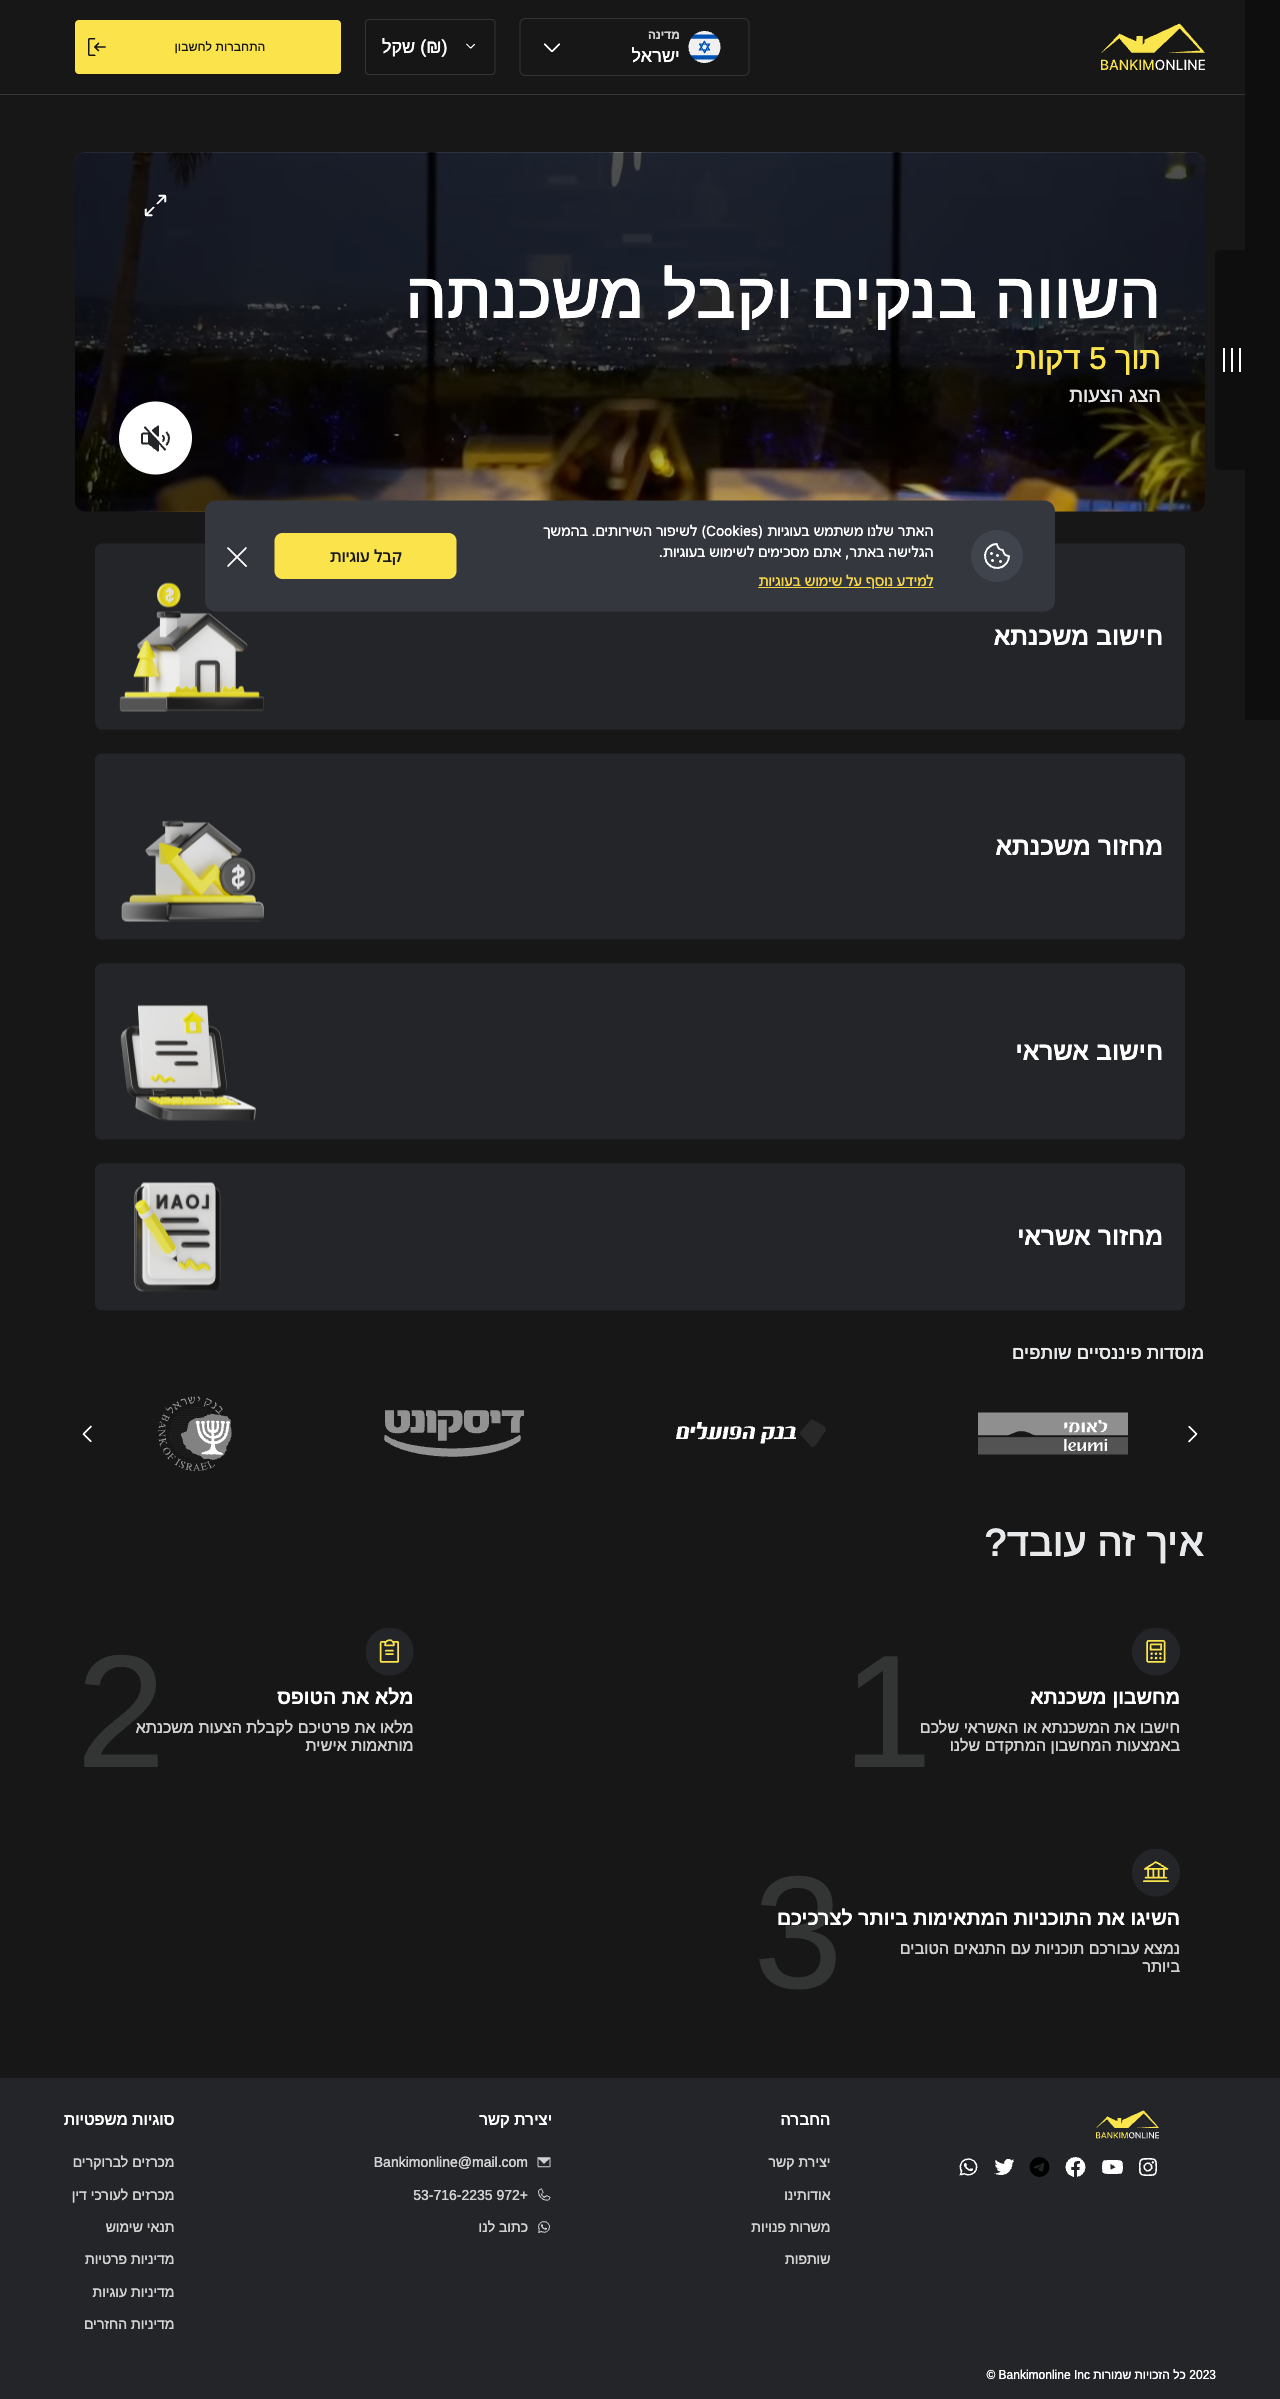 BANKIMONLINE
מדינה
ישראל
שקל (₪)
התחברות לחשבון
השווה בנקים וקבל משכנתה
תוך 5 דקות
הצג הצעות
האתר שלנו משתמש בעוגיות (Cookies) לשיפור השירותים. בהמשך
הגלישה באתר, אתם מסכימים לשימוש בעוגיות.
למידע נוסף על שימוש בעוגיות
קבל עוגיות
חישוב משכנתא
מחזור משכנתא
חישוב אשראי
מחזור אשראי
LOAN
מוסדות פיננסיים שותפים
לאומי
leumi
בנק הפועלים
דיסקונט
בנק ישראל
BANK OF ISRAEL
איך זה עובד?
1
מחשבון משכנתא
חישבו את המשכנתא או האשראי שלכם
באמצעות המחשבון המתקדם שלנו
2
מלא את הטופס
מלאו את פרטיכם לקבלת הצעות משכנתא
מותאמות אישית
3
השיגו את התוכניות המתאימות ביותר לצרכיכם
נמצא עבורכם תוכניות עם התנאים הטובים
ביותר
BANKIMONLINE
החברה
יצירת קשר
אודותינו
משרות פנויות
שותפות
יצירת קשר
Bankimonline@mail.com
53-716-2235 972+
כתוב לנו
סוגיות משפטיות
מכרזים לברוקרים
מכרזים לעורכי דין
תנאי שימוש
מדיניות פרטיות
מדיניות עוגיות
מדיניות החזרים
2023 כל הזכויות שמורות Bankimonline Inc ©